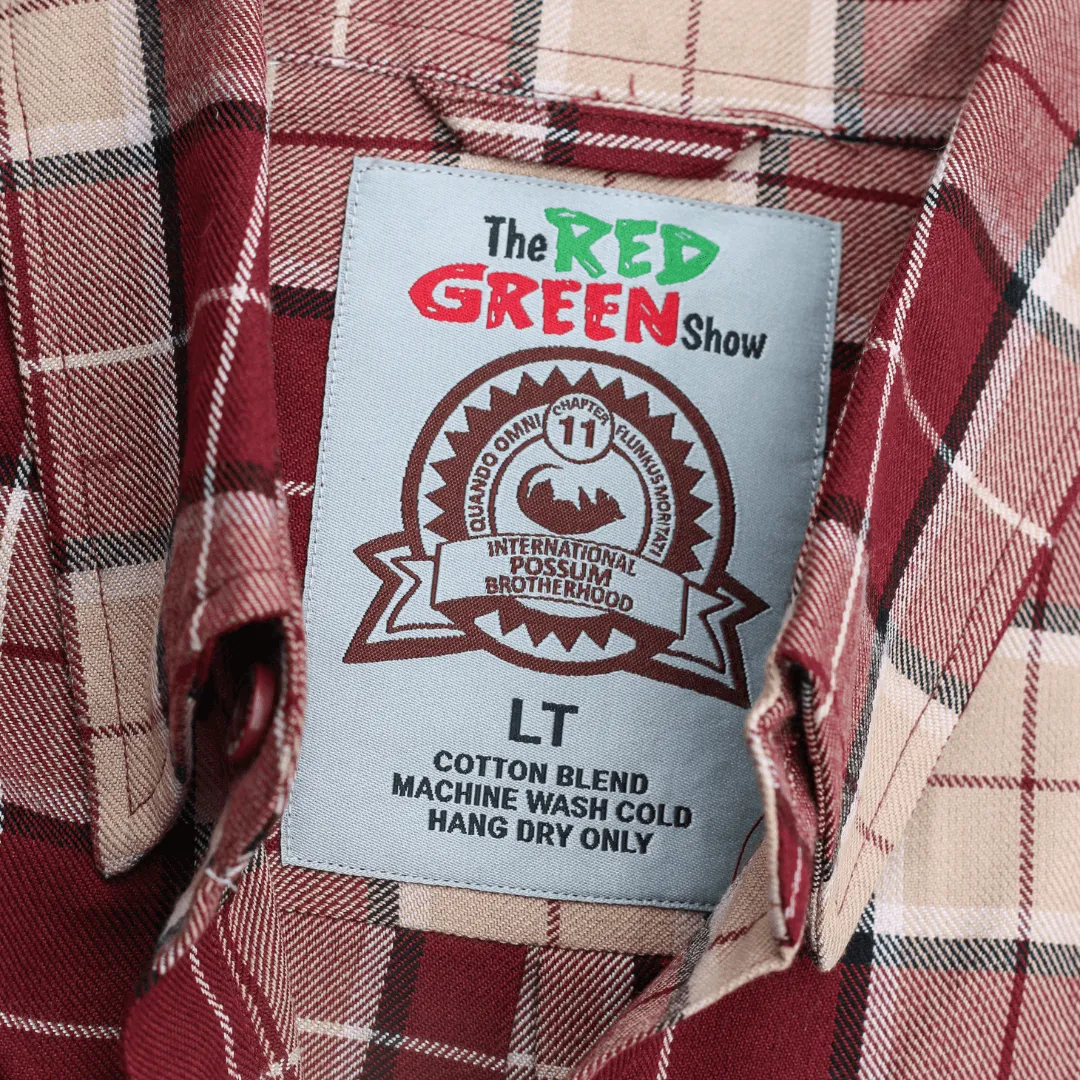 The RED
GREEN Show
CHAPTER
11
QUANDO OMNI FLUNKUS MORITATI
INTERNATIONAL
POSSUM
BROTHERHOOD
LT
COTTON BLEND
MACHINE WASH COLD
HANG DRY ONLY